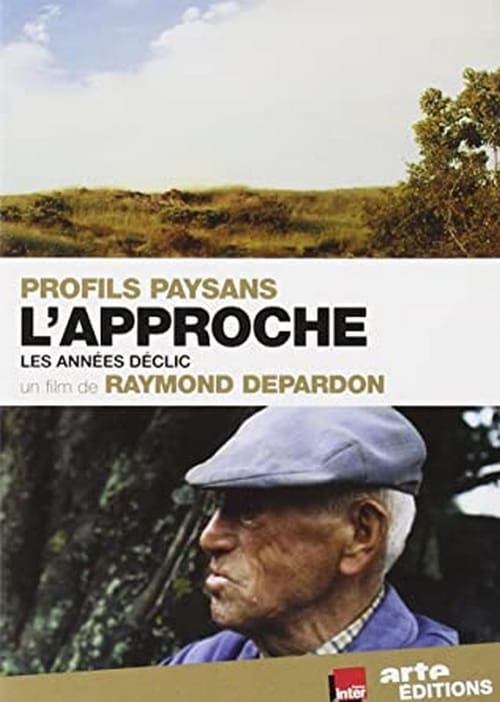 PROFILS PAYSANS
L'APPROCHE
LES ANNÉES DÉCLIC
un film de RAYMOND DEPARDON
inter
arte
ÉDITIONS